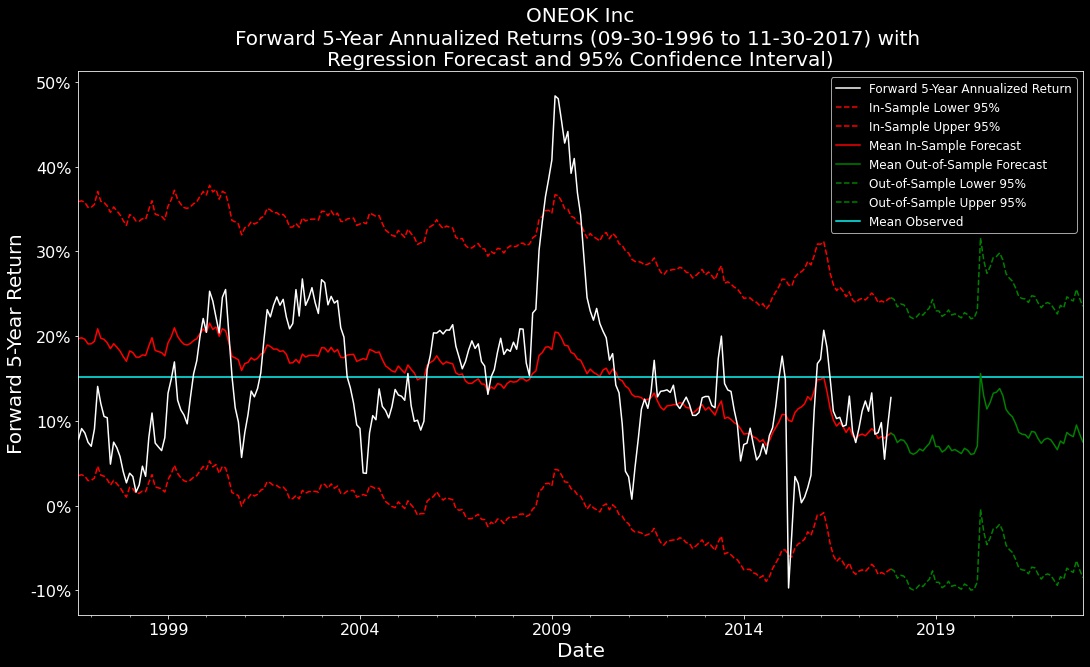 ONEOK Inc
Forward 5-Year Annualized Returns (09-30-1996 to 11-30-2017) with
Regression Forecast and 95% Confidence Interval)
Forward 5-Year Return
50%
40%
30%
20%
10%
0%
-10%
Forward 5-Year Annualized Return
In-Sample Lower 95%
In-Sample Upper 95%
Mean In-Sample Forecast
Mean Out-of-Sample Forecast
Out-of-Sample Lower 95%
Out-of-Sample Upper 95%
Mean Observed
1999
2004
2009
2014
2019
Date